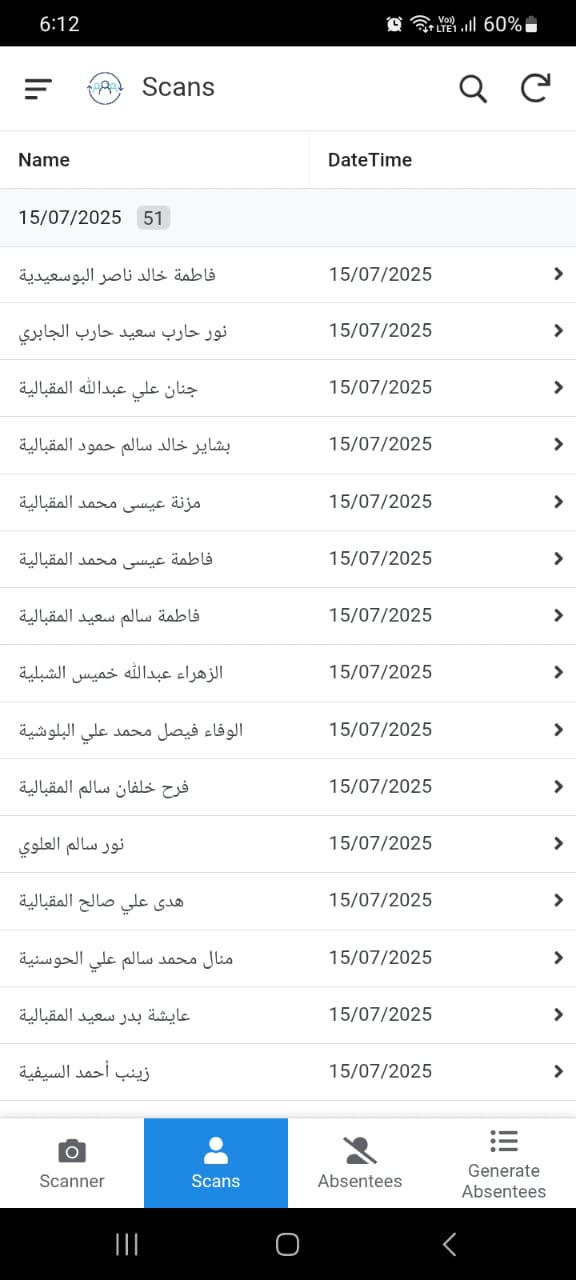 6:12 Vo)) LTE1 60%
Scans
Name DateTime
15/07/2025 51
فاطمة خالد ناصر البوسعيدية 15/07/2025
نور حارب سعيد حارب الجابري 15/07/2025
جنان علي عبدالله المقبالية 15/07/2025
بشاير خالد سالم حمود المقبالية 15/07/2025
مزنة عيسى محمد المقبالية 15/07/2025
فاطمة عيسى محمد المقبالية 15/07/2025
فاطمة سالم سعيد المقبالية 15/07/2025
الزهراء عبدالله خميس الشبلية 15/07/2025
الوفاء فيصل محمد علي البلوشية 15/07/2025
فرح خلفان سالم المقبالية 15/07/2025
نور سالم العلوي 15/07/2025
هدى علي صالح المقبالية 15/07/2025
منال محمد سالم علي الحوسنية 15/07/2025
عايشة بدر سعيد المقبالية 15/07/2025
زينب أحمد السيفية 15/07/2025
Scanner Scans Absentees Generate
Absentees